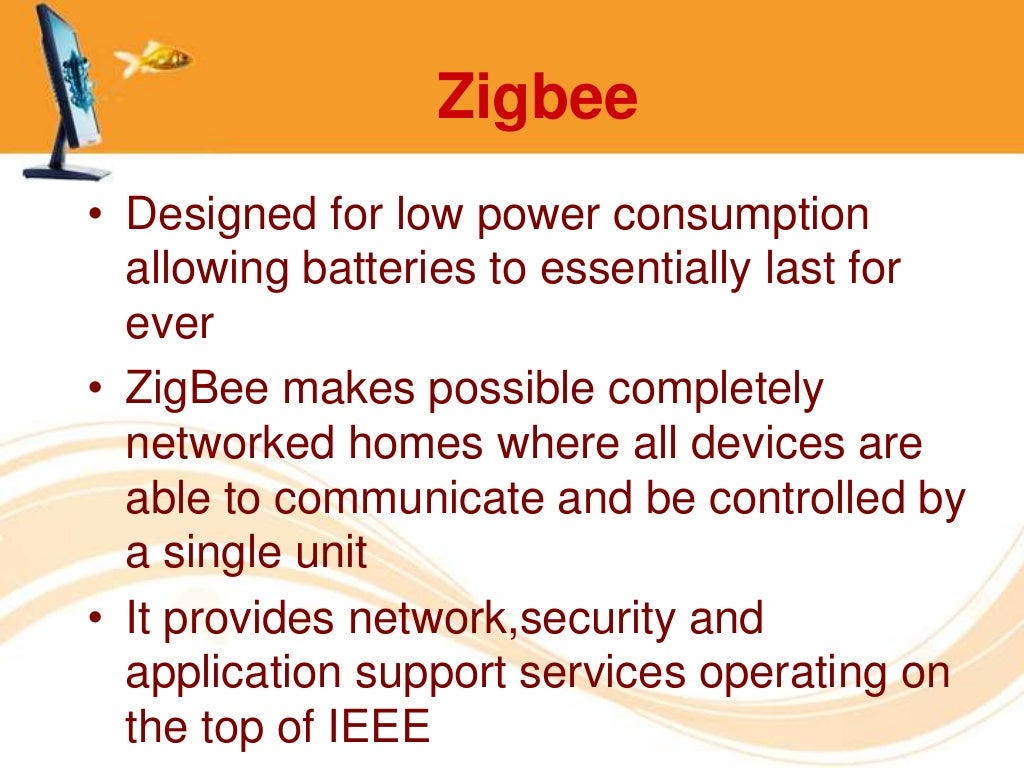 Zigbee
• Designed for low power consumption
allowing batteries to essentially last for
ever
• ZigBee makes possible completely
networked homes where all devices are
able to communicate and be controlled by
a single unit
• It provides network,security and
application support services operating on
the top of IEEE